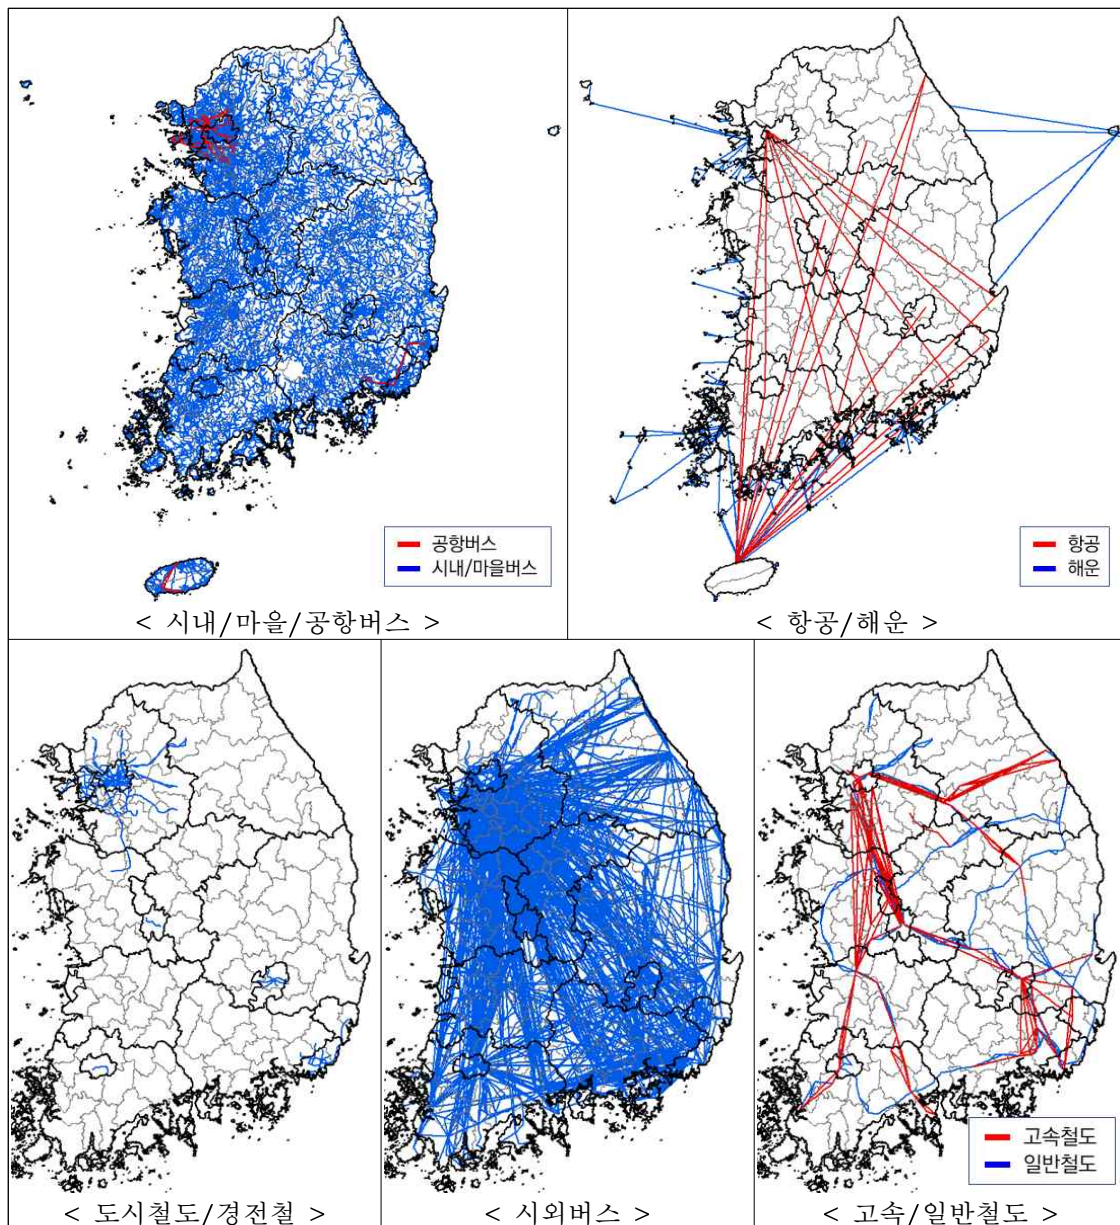 공항버스
시내/마을버스
< 시내/마을/공항버스 >
항공
해운
< 항공/해운 >
< 도시철도/경전철 >
< 시외버스 >
고속철도
일반철도
< 고속/일반철도 >